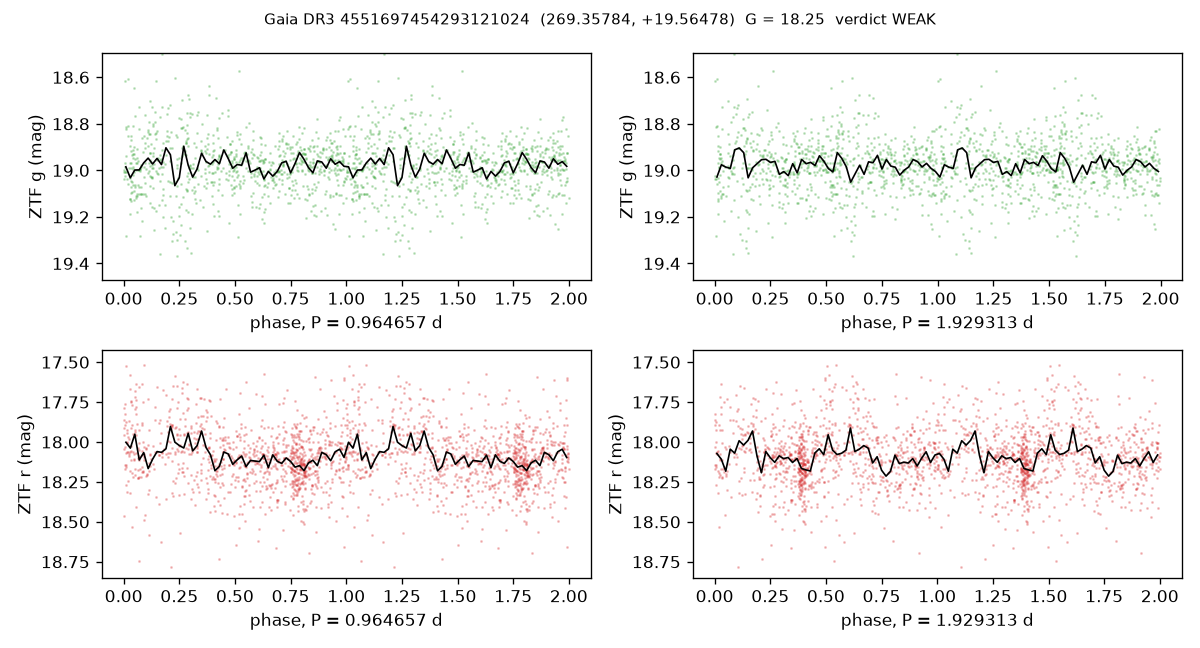 Gaia DR3 4551697454293121024 (269.35784, +19.56478) G = 18.25 verdict WEAK
ZTF g (mag)
18.6
18.8
19.0
19.2
19.4
0.00 0.25 0.50 0.75 1.00 1.25 1.50 1.75 2.00
phase, P = 0.964657 d
ZTF g (mag)
18.6
18.8
19.0
19.2
19.4
0.00 0.25 0.50 0.75 1.00 1.25 1.50 1.75 2.00
phase, P = 1.929313 d
ZTF r (mag)
17.50
17.75
18.00
18.25
18.50
18.75
0.00 0.25 0.50 0.75 1.00 1.25 1.50 1.75 2.00
phase, P = 0.964657 d
ZTF r (mag)
17.50
17.75
18.00
18.25
18.50
18.75
0.00 0.25 0.50 0.75 1.00 1.25 1.50 1.75 2.00
phase, P = 1.929313 d